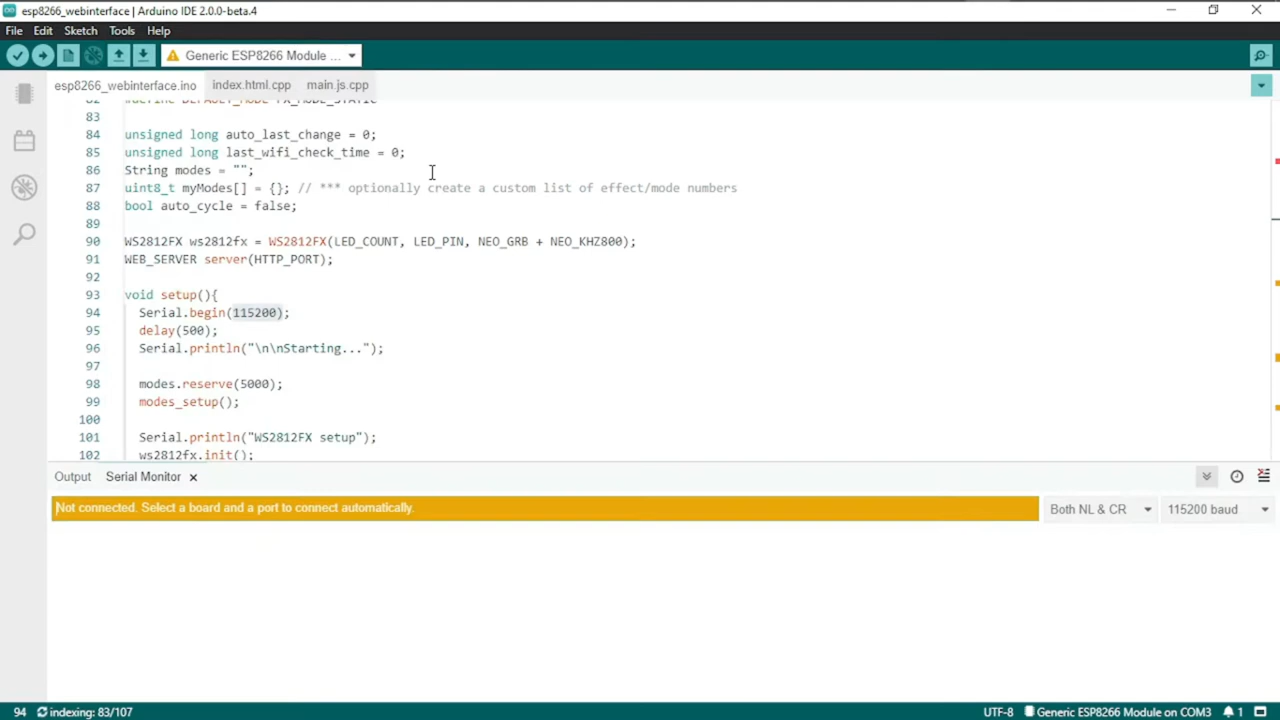 esp8266_webinterface | Arduino IDE 2.0.0-beta.4
File Edit Sketch Tools Help
Generic ESP8266 Module ...
esp8266_webinterface.ino index.html.cpp main.js.cpp
82 #define DEFAULT_MODE FX_MODE_STATIC
83
84 unsigned long auto_last_change = 0;
85 unsigned long last_wifi_check_time = 0;
86 String modes = "";
87 uint8_t myModes[] = {}; // *** optionally create a custom list of effect/mode numbers
88 bool auto_cycle = false;
89
90 WS2812FX ws2812fx = WS2812FX(LED_COUNT, LED_PIN, NEO_GRB + NEO_KHZ800);
91 WEB_SERVER server(HTTP_PORT);
92
93 void setup(){
94 Serial.begin(115200);
95 delay(500);
96 Serial.println("\n\nStarting...");
97
98 modes.reserve(5000);
99 modes_setup();
100
101 Serial.println("WS2812FX setup");
102 ws2812fx.init();
Output Serial Monitor
Not connected. Select a board and a port to connect automatically. Both NL & CR 115200 baud
94 indexing: 83/107 UTF-8 Generic ESP8266 Module on COM3 1